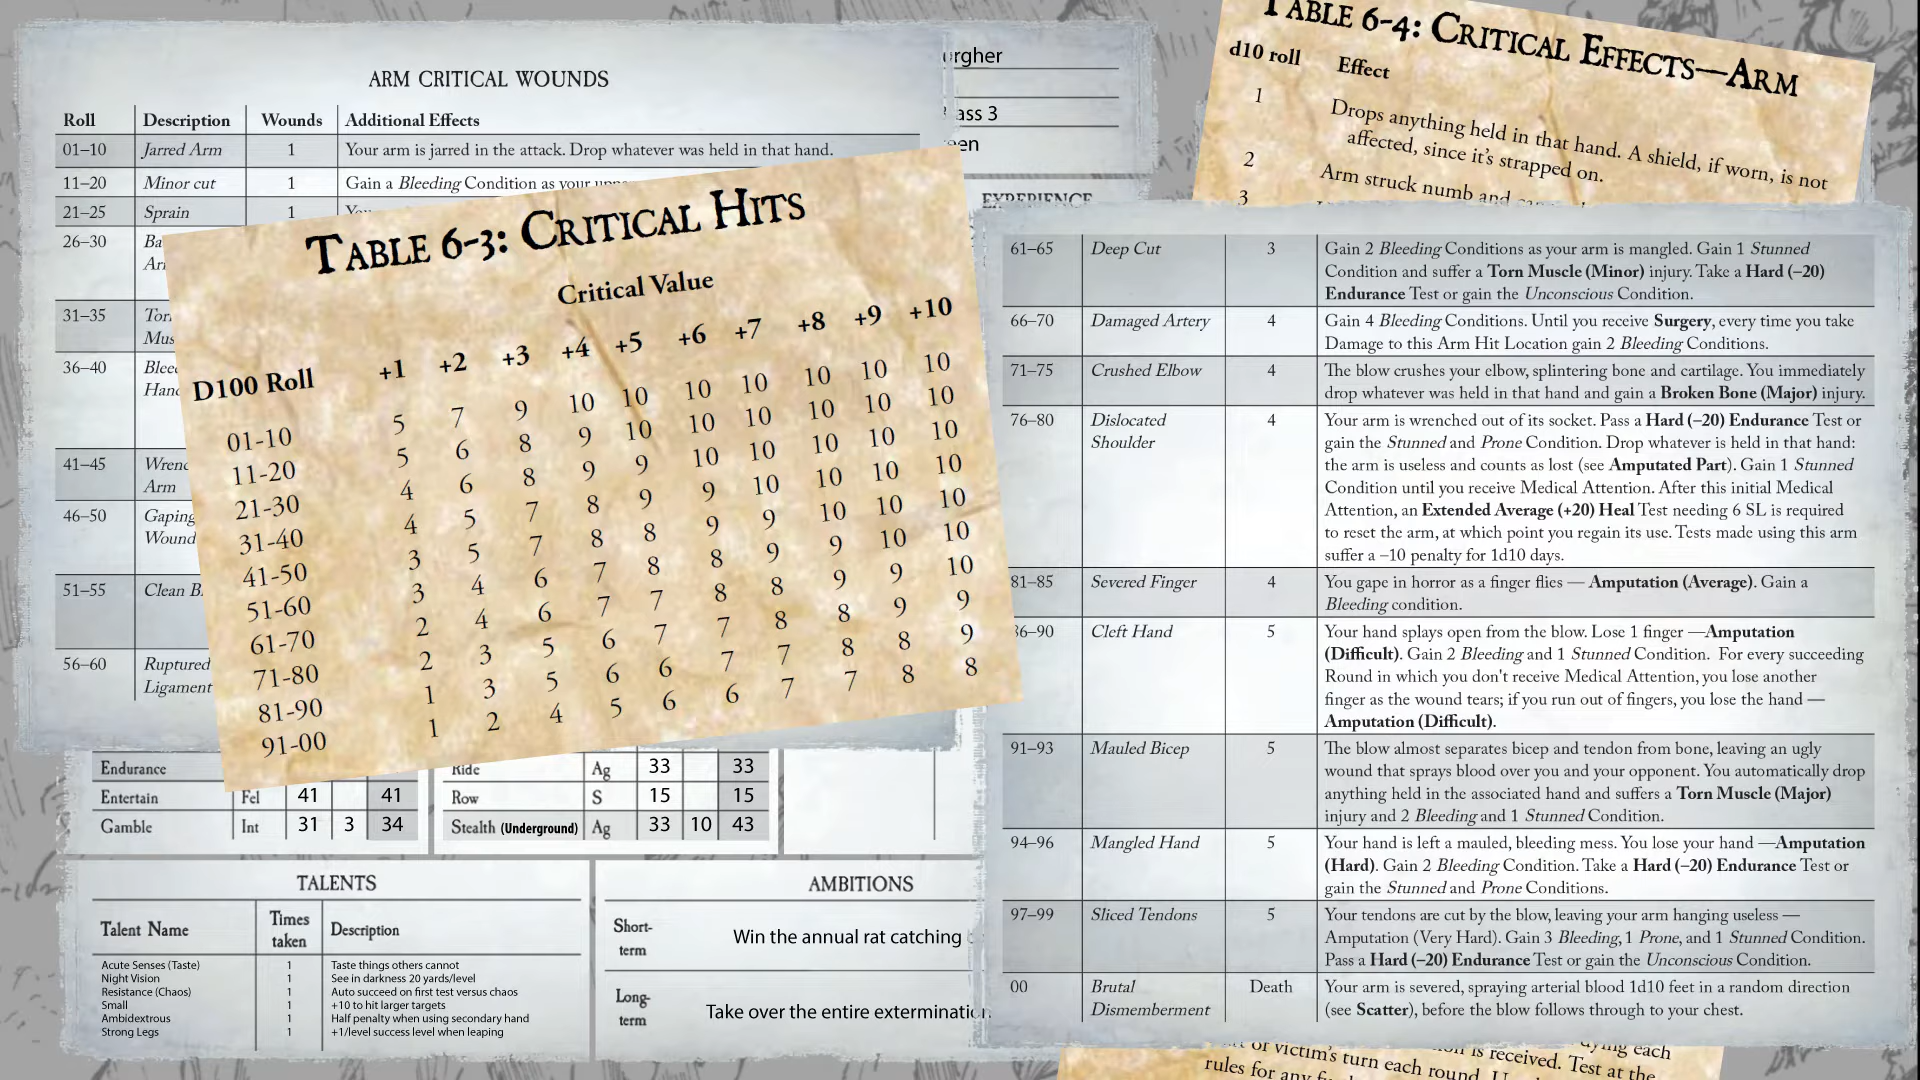 ARM CRITICAL WOUNDS
Roll Description Wounds Additional Effects
01–10 Jarred Arm 1 Your arm is jarred in the attack. Drop whatever was held in that hand.
11–20 Minor cut 1 Gain a Bleeding Condition as your
21–25 Sprain 1
26–30
31–35
36–40
41–45
Arm
46–50 Gaping
Wound
51–55 Clean
56–60 Ruptured
Ligament
TABLE 6-3: CRITICAL HITS
Critical Value
D100 Roll +1 +2 +3 +4 +5 +6 +7 +8 +9 +10
01-10 5 7 9 10 10 10 10 10 10 10
11-20 5 6 8 9 10 10 10 10 10 10
21-30 4 6 8 9 9 10 10 10 10 10
31-40 4 5 7 8 9 9 10 10 10 10
41-50 3 5 7 8 8 9 9 10 10 10
51-60 3 4 6 7 8 8 9 9 10 10
61-70 2 4 6 7 7 8 8 9 9 10
71-80 2 3 5 6 7 7 8 8 9 9
81-90 1 3 5 6 6 7 7 8 8 9
91-00 1 2 4 5 6 6 7 7 8 8
EXPERIENCE
TABLE 6-4: CRITICAL EFFECTS—ARM
d10 roll Effect
1 Drops anything held in that hand. A shield, if worn, is not
affected, since it's strapped on.
2 Arm struck numb and
3
61–65 Deep Cut 3 Gain 2 Bleeding Conditions as your arm is mangled. Gain 1 Stunned
Condition and suffer a Torn Muscle (Minor) injury. Take a Hard (–20)
Endurance Test or gain the Unconscious Condition.
66–70 Damaged Artery 4 Gain 4 Bleeding Conditions. Until you receive Surgery, every time you take
Damage to this Arm Hit Location gain 2 Bleeding Conditions.
71–75 Crushed Elbow 4 The blow crushes your elbow, splintering bone and cartilage. You immediately
drop whatever was held in that hand and gain a Broken Bone (Major) injury.
76–80 Dislocated 4 Your arm is wrenched out of its socket. Pass a Hard (–20) Endurance Test or
Shoulder gain the Stunned and Prone Condition. Drop whatever is held in that hand:
the arm is useless and counts as lost (see Amputated Part). Gain 1 Stunned
Condition until you receive Medical Attention. After this initial Medical
Attention, an Extended Average (+20) Heal Test needing 6 SL is required
to reset the arm, at which point you regain its use. Tests made using this arm
suffer a –10 penalty for 1d10 days.
81–85 Severed Finger 4 You gape in horror as a finger flies — Amputation (Average). Gain a
Bleeding condition.
86–90 Cleft Hand 5 Your hand splays open from the blow. Lose 1 finger —Amputation
(Difficult). Gain 2 Bleeding and 1 Stunned Condition. For every succeeding
Round in which you don't receive Medical Attention, you lose another
finger as the wound tears; if you run out of fingers, you lose the hand —
Amputation (Difficult).
91–93 Mauled Bicep 5 The blow almost separates bicep and tendon from bone, leaving an ugly
wound that sprays blood over you and your opponent. You automatically drop
anything held in the associated hand and suffers a Torn Muscle (Major)
injury and 2 Bleeding and 1 Stunned Condition.
94–96 Mangled Hand 5 Your hand is left a mauled, bleeding mess. You lose your hand —Amputation
(Hard). Gain 2 Bleeding Condition. Take a Hard (–20) Endurance Test or
gain the Stunned and Prone Conditions.
97–99 Sliced Tendons 5 Your tendons are cut by the blow, leaving your arm hanging useless —
Amputation (Very Hard). Gain 3 Bleeding, 1 Prone, and 1 Stunned Condition.
Pass a Hard (–20) Endurance Test or gain the Unconscious Condition.
00 Brutal Death Your arm is severed, spraying arterial blood 1d10 feet in a random direction
Dismemberment (see Scatter), before the blow follows through to your chest.
of victim's turn each round. is received. Test at the
rules for any
dying each
Endurance
Entertain Fel 41 41
Gamble Int 31 3 34
Ride Ag 33 33
Row S 15 15
Stealth (Underground) Ag 33 10 43
TALENTS
Talent Name Times taken Description
Acute Senses (Taste) 1 Taste things others cannot
Night Vision 1 See in darkness 20 yards/level
Resistance (Chaos) 1 Auto succeed on first test versus chaos
Small 1 +10 to hit larger targets
Ambidextrous 1 Half penalty when using secondary hand
Strong Legs 1 +1/level success level when leaping
AMBITIONS
Short-term Win the annual rat catching
Long-term Take over the entire